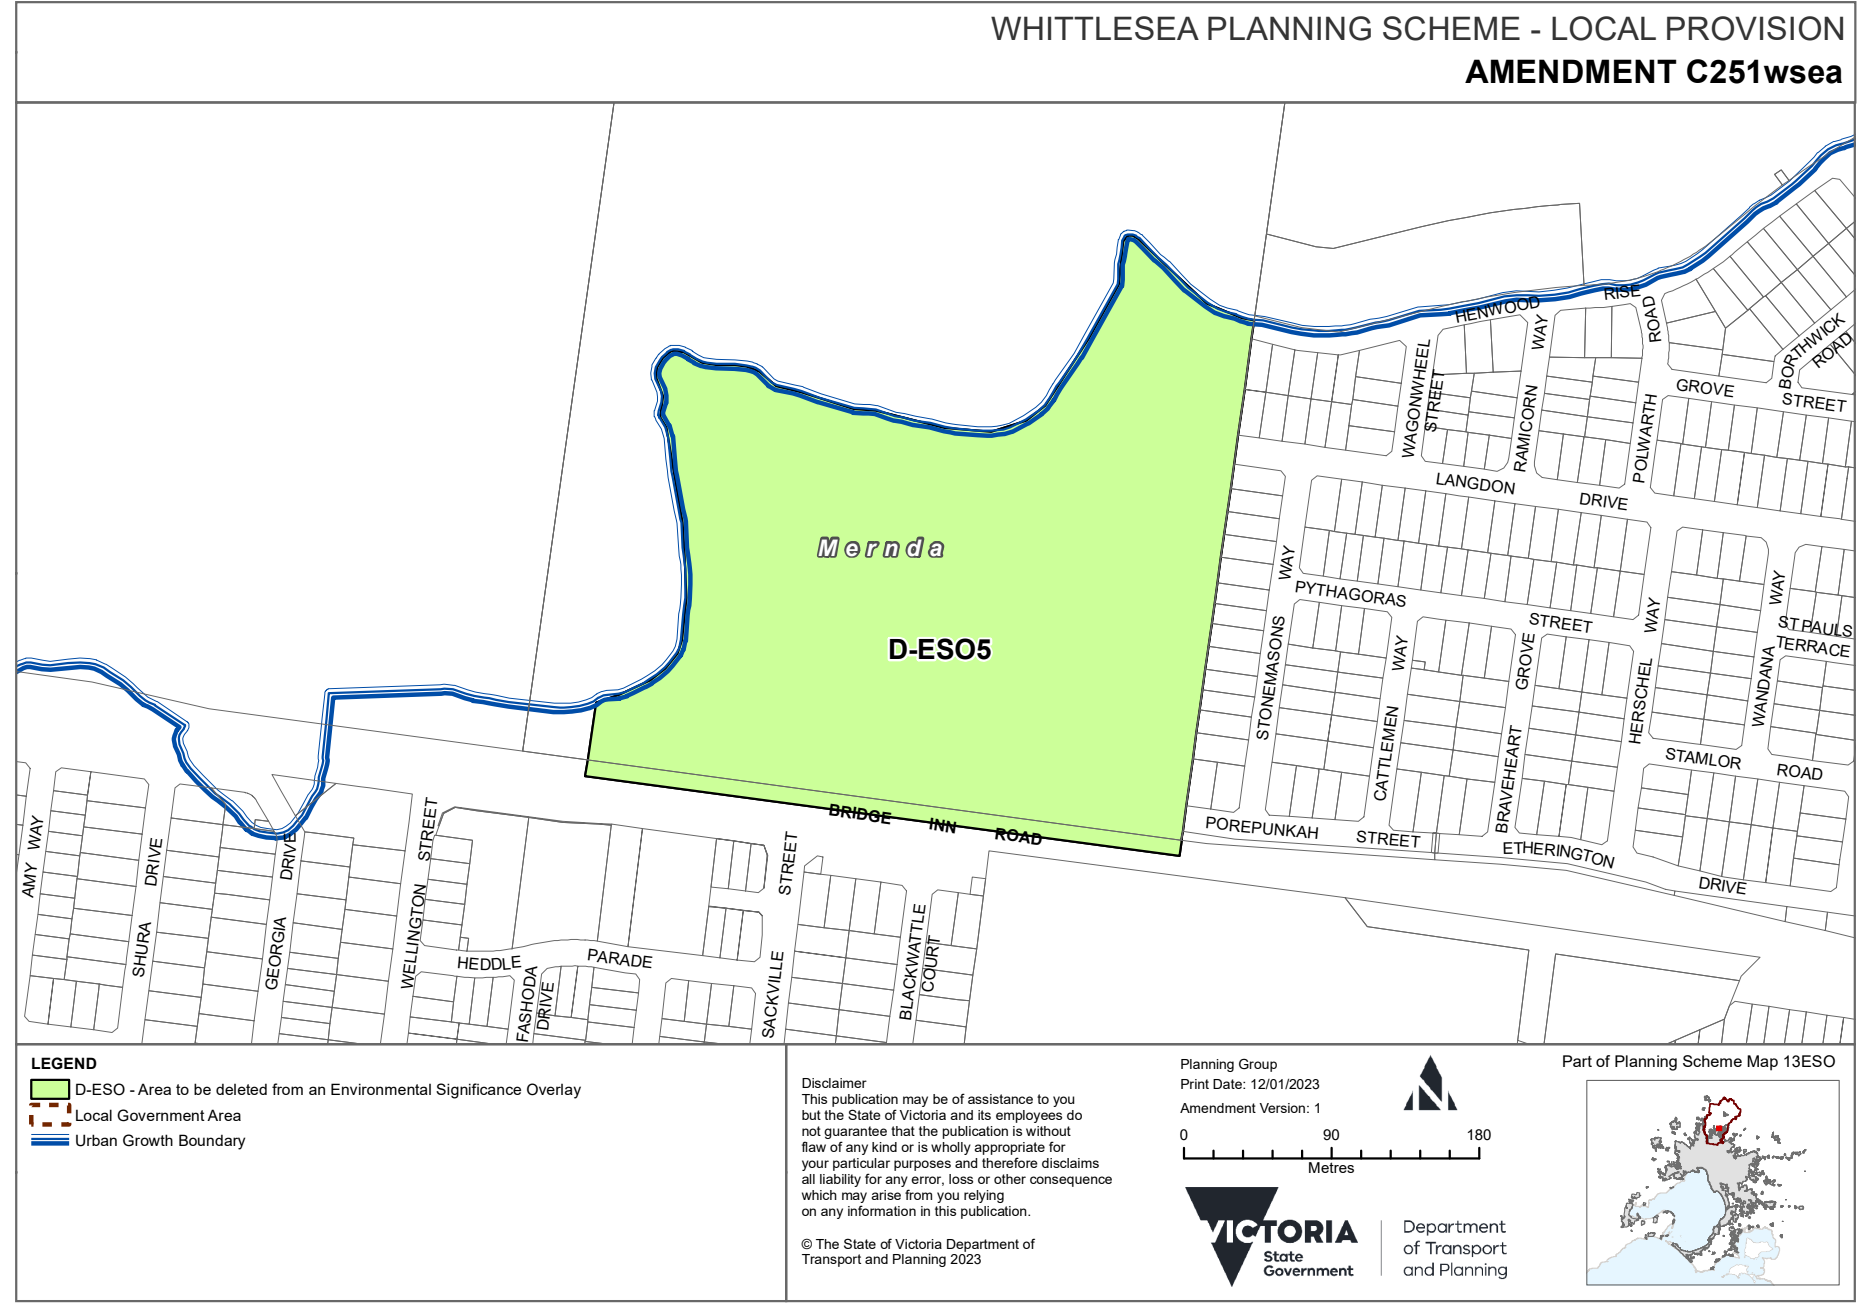 WHITTLESEA PLANNING SCHEME - LOCAL PROVISION
AMENDMENT C251wsea
HENWOOD
RISE
ROAD
BORTHWICK
ROAD
WAY
WAGONWHEEL
STREET
RAMICORN
POLWARTH
GROVE
STREET
LANGDON
DRIVE
Mernda
D-ESO5
WAY
STONEMASONS
PYTHAGORAS
STREET
WAY
CATTLEMEN
GROVE
BRAVEHEART
WAY
HERSCHEL
WAY
WANDANA
ST PAULS
TERRACE
STAMLOR
ROAD
POREPUNKAH
STREET
ETHERINGTON
DRIVE
BRIDGE
INN
ROAD
AMY
WAY
SHURA
DRIVE
GEORGIA
DRIVE
WELLINGTON
STREET
HEDDLE
PARADE
FASHODA
DRIVE
SACKVILLE
STREET
BLACKWATTLE
COURT
LEGEND
D-ESO - Area to be deleted from an Environmental Significance Overlay
Local Government Area
Urban Growth Boundary
Disclaimer
This publication may be of assistance to you
but the State of Victoria and its employees do
not guarantee that the publication is without
flaw of any kind or is wholly appropriate for
your particular purposes and therefore disclaims
all liability for any error, loss or other consequence
which may arise from you relying
on any information in this publication.
© The State of Victoria Department of
Transport and Planning 2023
Planning Group
Print Date: 12/01/2023
Amendment Version: 1
N
0 90 180
Metres
VICTORIA
State
Government
Department
of Transport
and Planning
Part of Planning Scheme Map 13ESO